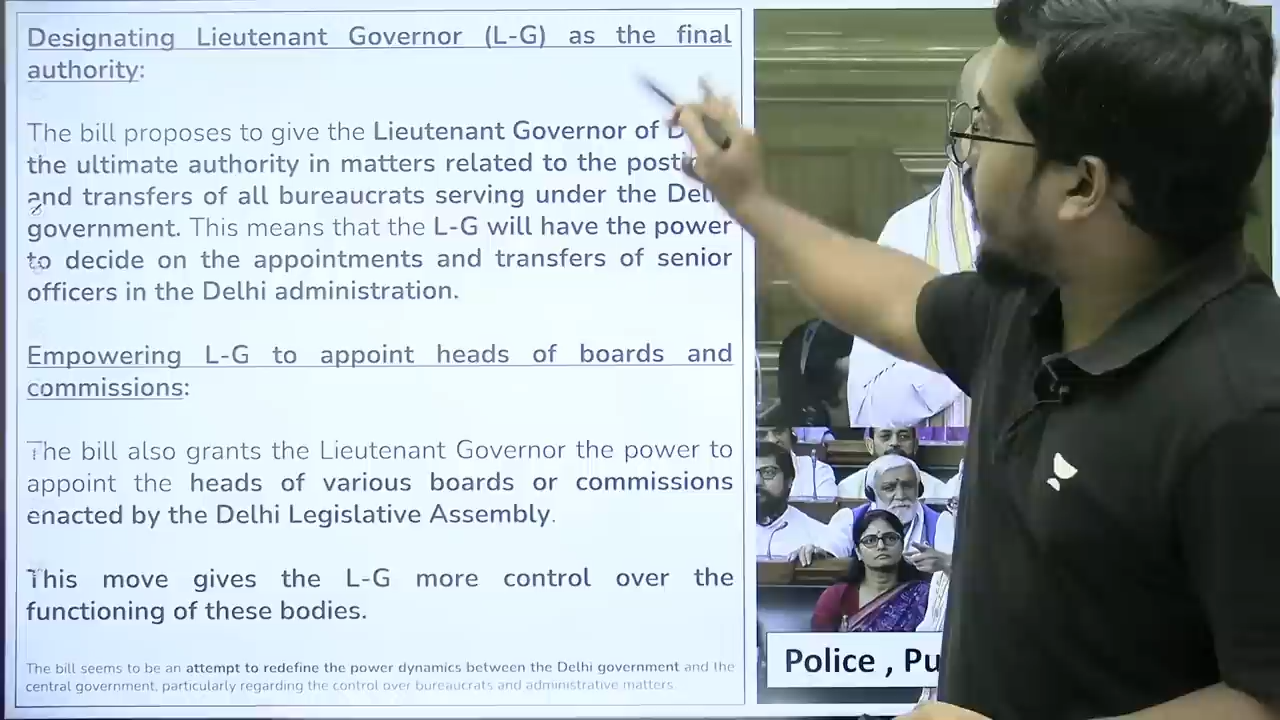 Designating Lieutenant Governor (L-G) as the final
authority:
The bill proposes to give the Lieutenant Governor of
the ultimate authority in matters related to the
and transfers of all bureaucrats serving under the
government. This means that the L-G will have the power
to decide on the appointments and transfers of senior
officers in the Delhi administration.
Empowering L-G to appoint heads of boards and
commissions:
The bill also grants the Lieutenant Governor the power to
appoint the heads of various boards or commissions
enacted by the Delhi Legislative Assembly.
This move gives the L-G more control over the
functioning of these bodies.
The bill seems to be an attempt to redefine the power dynamics between the Delhi government and the
central government, particularly regarding the control over bureaucrats and administrative matters.
Police , Pu